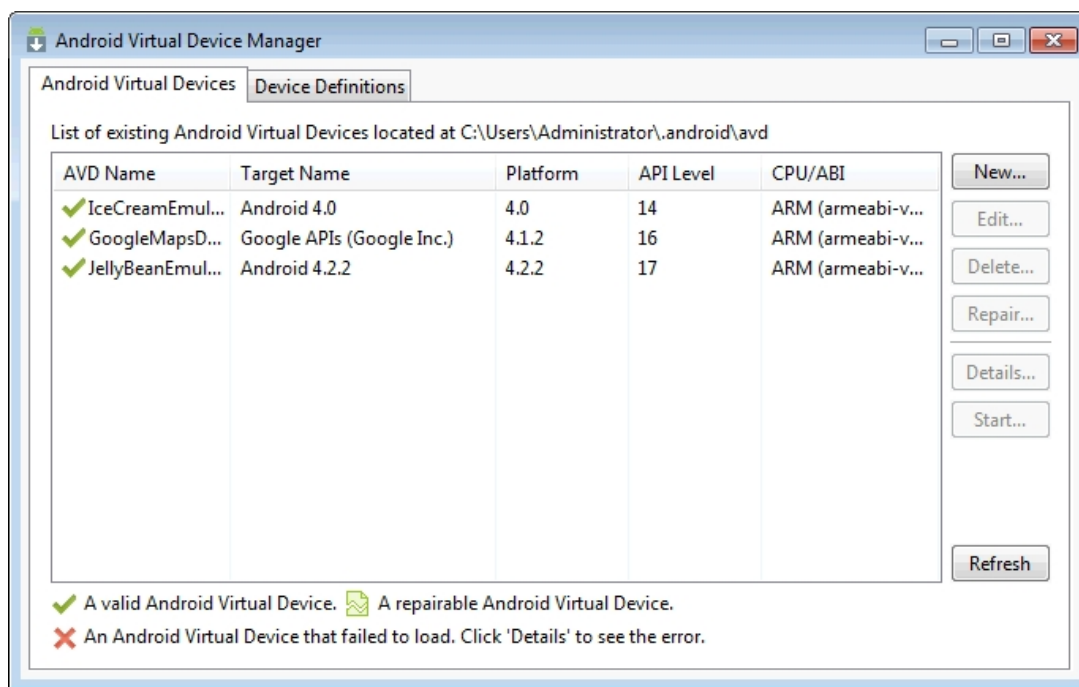 Android Virtual Device Manager
Android Virtual Devices Device Definitions
List of existing Android Virtual Devices located at C:\Users\Administrator\.android\avd
AVD Name Target Name Platform API Level CPU/ABI New...
IceCreamEmul... Android 4.0 4.0 14 ARM (armeabi-v...
Edit...
GoogleMapsD... Google APIs (Google Inc.) 4.1.2 16 ARM (armeabi-v...
JellyBeanEmul... Android 4.2.2 4.2.2 17 ARM (armeabi-v... Delete...
Repair...
Details...
Start...
Refresh
A valid Android Virtual Device. A repairable Android Virtual Device.
An Android Virtual Device that failed to load. Click 'Details' to see the error.